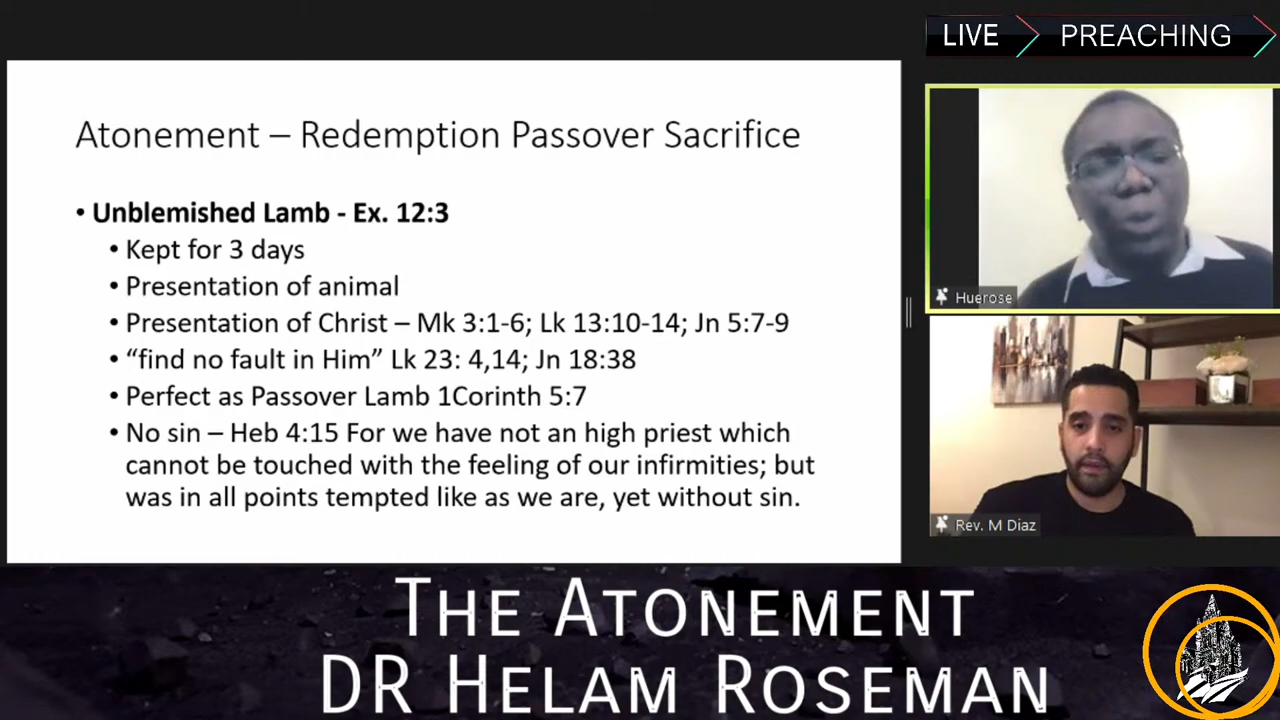 LIVE
PREACHING
Atonement – Redemption Passover Sacrifice
• Unblemished Lamb - Ex. 12:3
• Kept for 3 days
• Presentation of animal
• Presentation of Christ – Mk 3:1-6; Lk 13:10-14; Jn 5:7-9
• “find no fault in Him” Lk 23: 4,14; Jn 18:38
• Perfect as Passover Lamb 1Corinth 5:7
• No sin – Heb 4:15 For we have not an high priest which
cannot be touched with the feeling of our infirmities; but
was in all points tempted like as we are, yet without sin.
Huerose
Rev. M Diaz
THE ATONEMENT
DR HELAM ROSEMAN